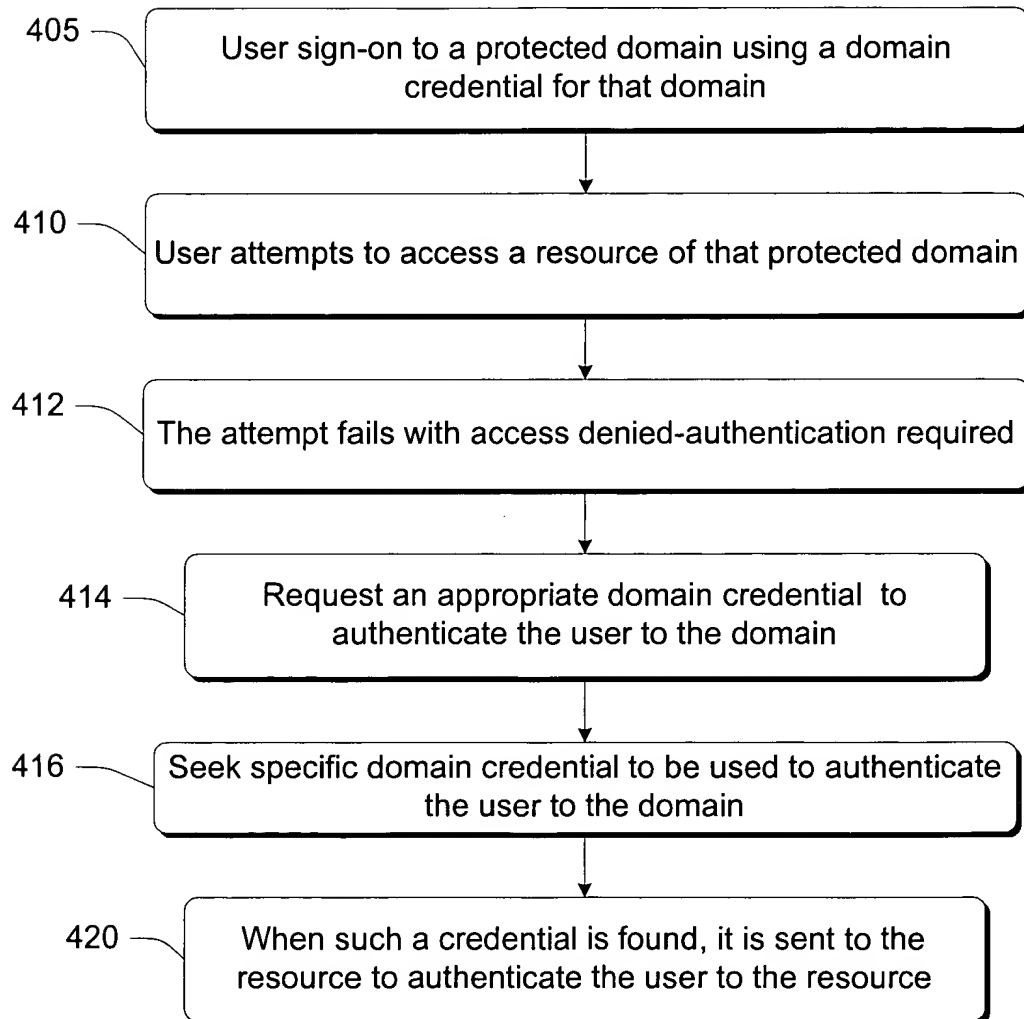 405
User sign-on to a protected domain using a domain
credential for that domain
410
User attempts to access a resource of that protected domain
412
The attempt fails with access denied-authentication required
414
Request an appropriate domain credential to
authenticate the user to the domain
416
Seek specific domain credential to be used to authenticate
the user to the domain
420
When such a credential is found, it is sent to the
resource to authenticate the user to the resource